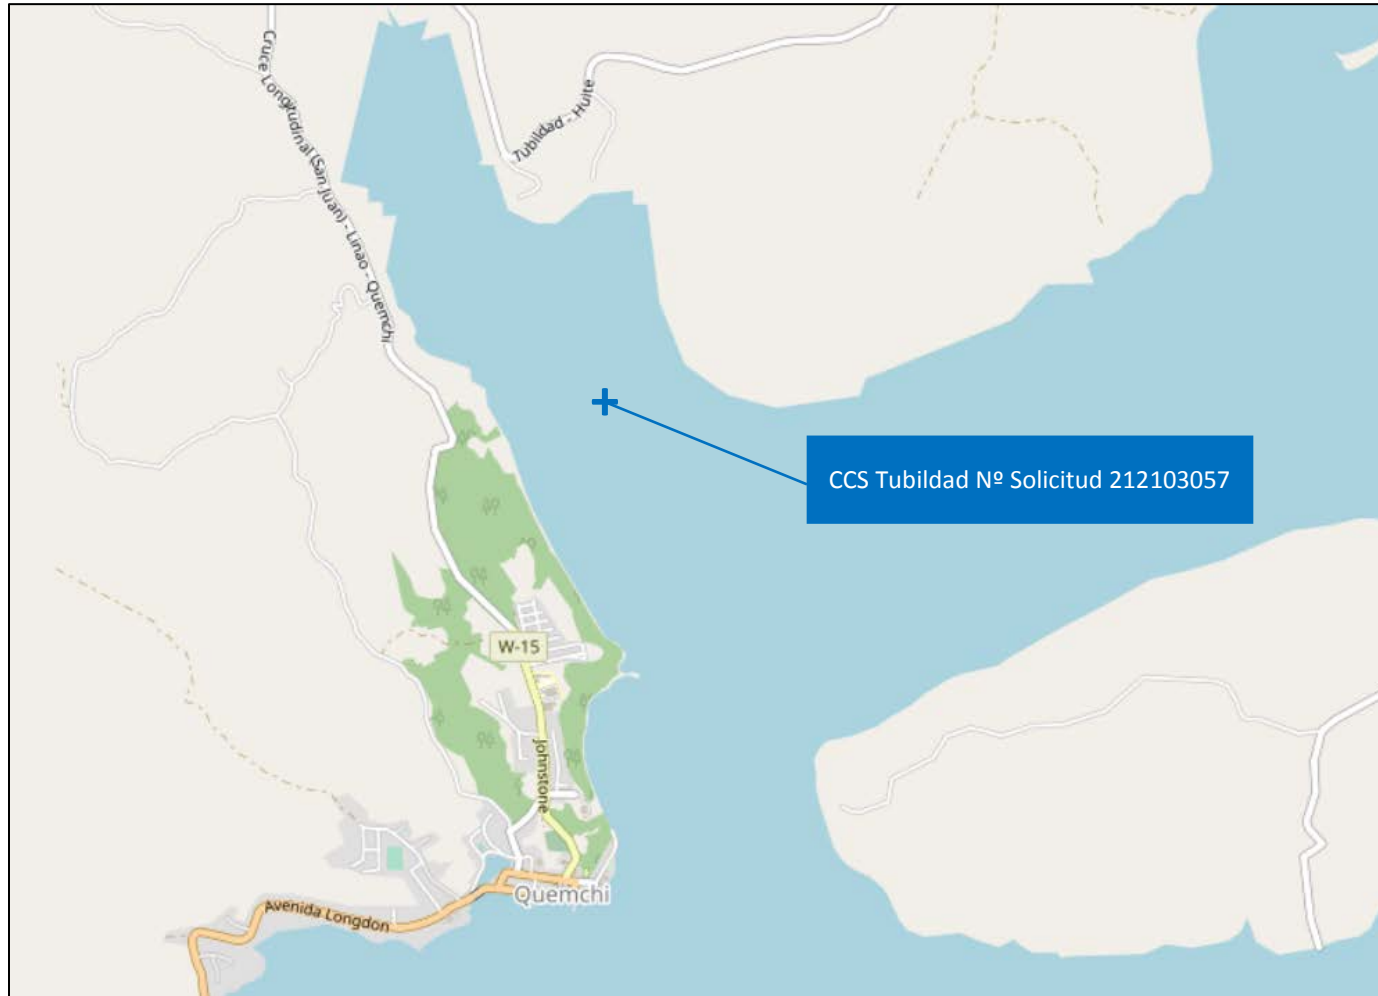 Cruce Longitudinal (San Juan) - Linao - Quemchi
Tubildad - Huite
CCS Tubildad Nº Solicitud 212103057
W-15
Johnstone
Quemchi
Avenida Longdon